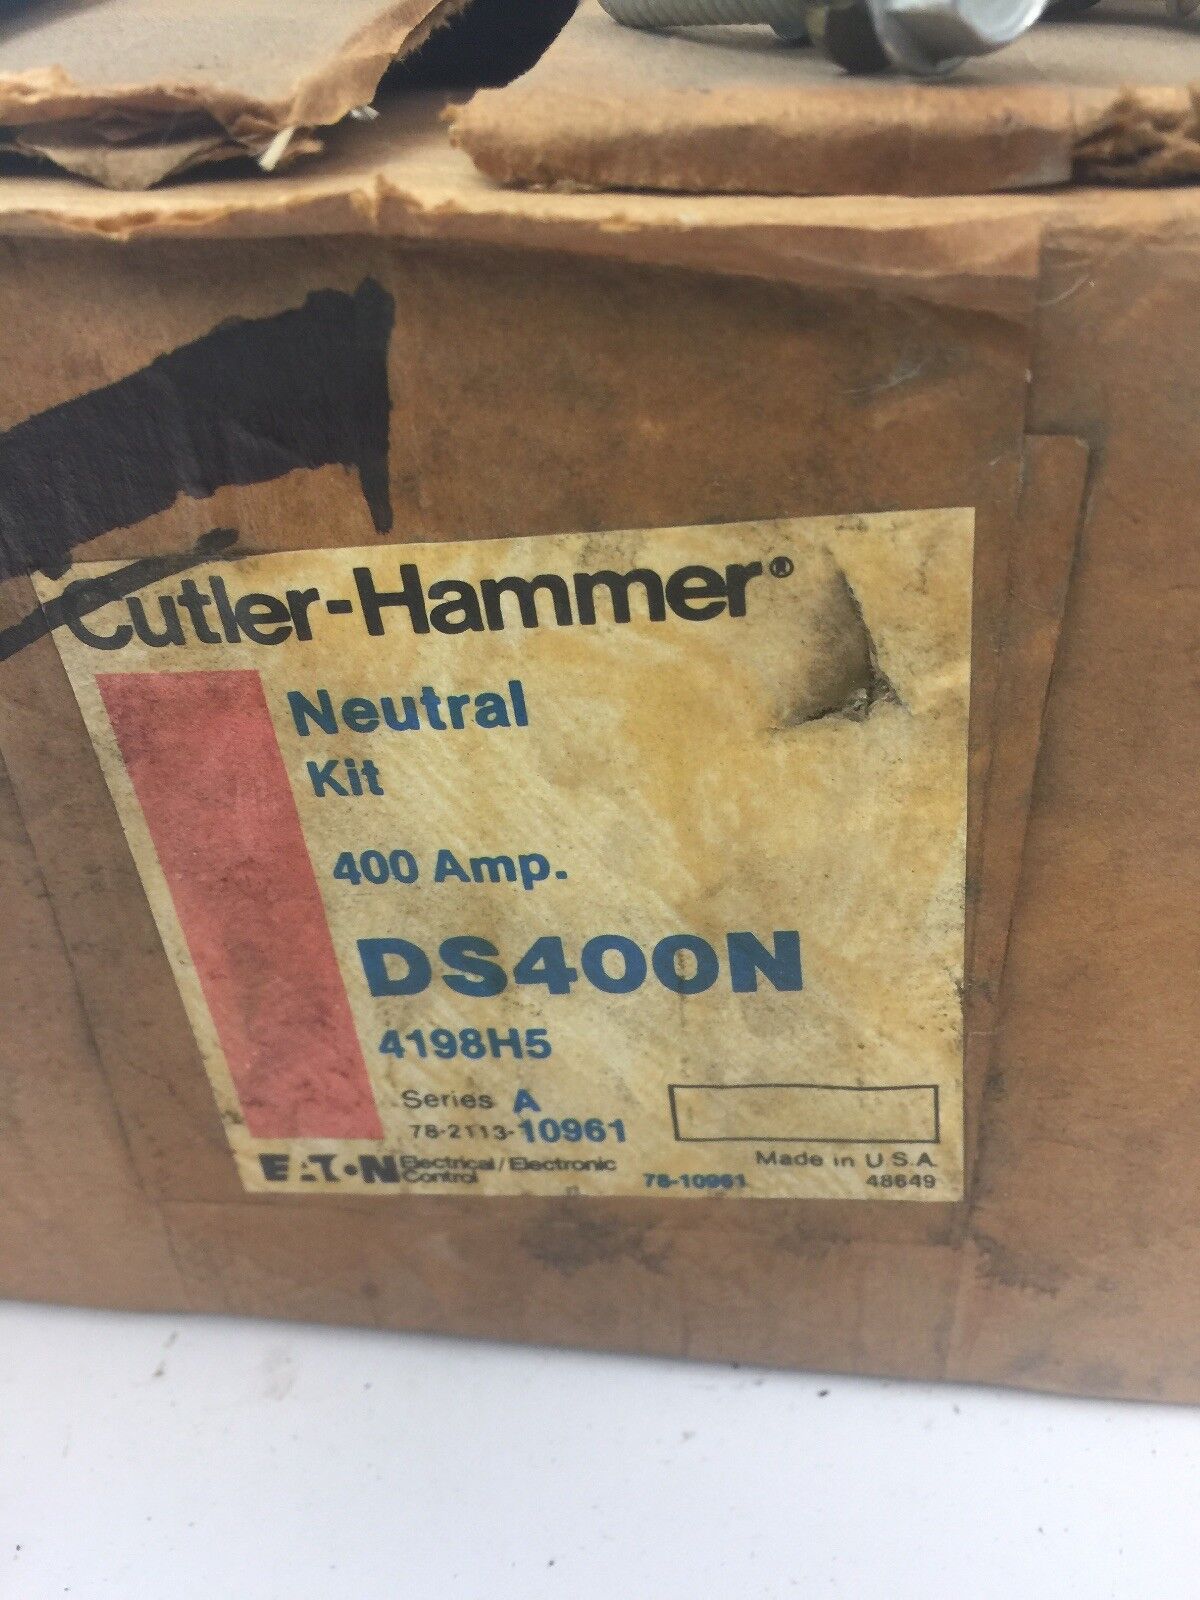 Cutler-Hammer®
Neutral
Kit
400 Amp.
DS400N
4198H5
Series A
78-2113-10961
EATON Electrical/Electronic
Control
78-10961
Made in U.S.A.
48649